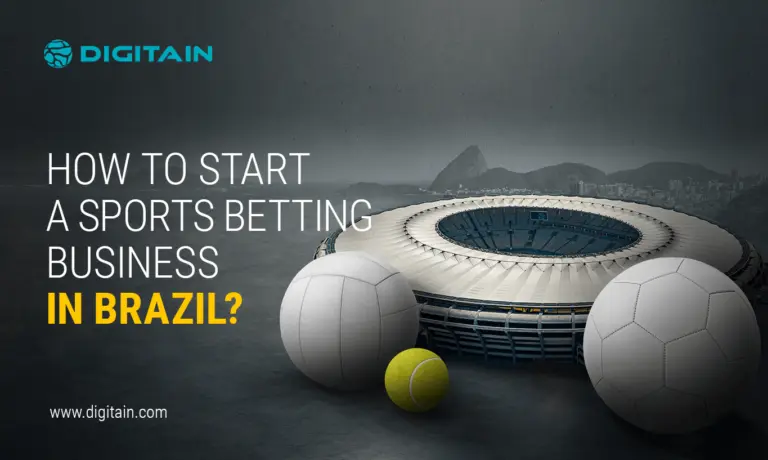 DIGITAIN
HOW TO START
A SPORTS BETTING
BUSINESS
IN BRAZIL?
www.digitain.com